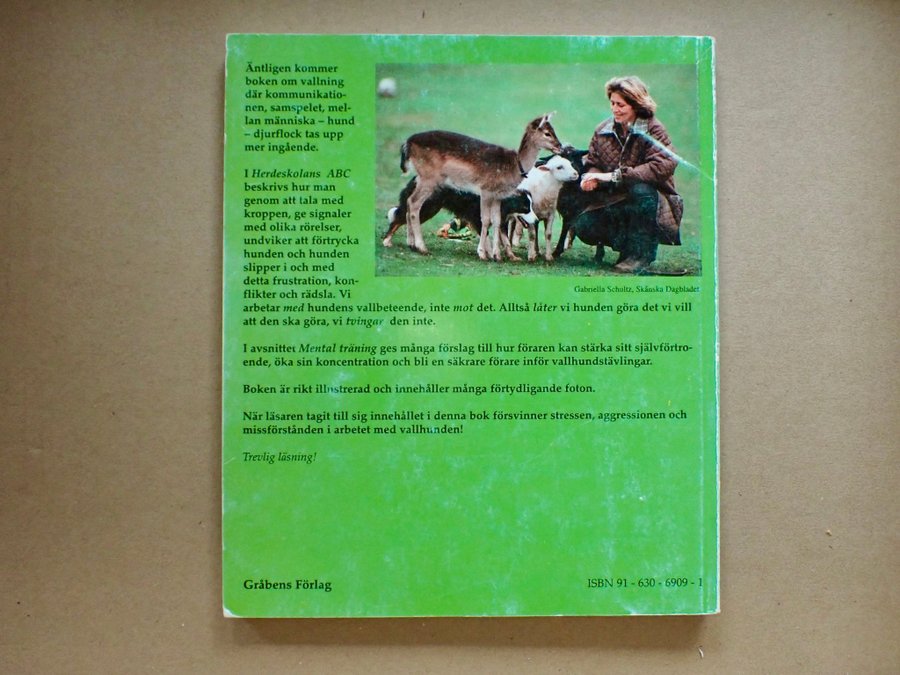 Äntligen kommer
boken om vallning
där kommunikatio-
nen, samspelet, mel-
lan människa – hund
– djurflock tas upp
mer ingående.
I Herdeskolans ABC
beskrivs hur man
genom att tala med
kroppen, ge signaler
med olika rörelser,
undviker att förtrycka
hunden och hunden
slipper i och med
detta frustration, kon-
flikter och rädsla. Vi
arbetar med hundens vallbeteende, inte mot det. Alltså låter vi hunden göra det vi vill
att den ska göra, vi tvingar den inte.
I avsnittet Mental träning ges många förslag till hur föraren kan stärka sitt självförtro-
ende, öka sin koncentration och bli en säkrare förare inför vallhundstävlingar.
Boken är rikt illustrerad och innehåller många förtydligande foton.
När läsaren tagit till sig innehållet i denna bok försvinner stressen, aggressionen och
missförstånden i arbetet med vallhunden!
Trevlig läsning!
Gabriella Schultz, Skånska Dagbladet
Gråbens Förlag
ISBN 91 - 630 - 6909 - 1